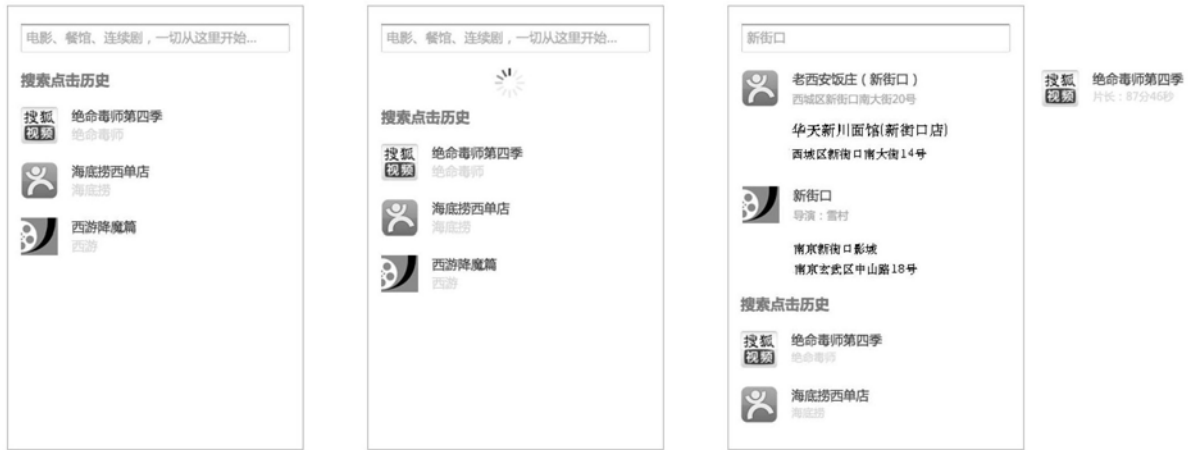 电影、餐馆、连续剧，一切从这里开始...
搜索点击历史
搜狐
视频
绝命毒师第四季
绝命毒师
海底捞西单店
海底捞
西游降魔篇
西游
电影、餐馆、连续剧，一切从这里开始...
搜索点击历史
搜狐
视频
绝命毒师第四季
绝命毒师
海底捞西单店
海底捞
西游降魔篇
西游
新街口
老西安饭庄（新街口）
西城区新街口南大街20号
华天新川面馆(新街口店)
西城区新街口南大街14号
新街口
导演：雪村
南京新街口影城
南京玄武区中山路18号
搜索点击历史
搜狐
视频
绝命毒师第四季
绝命毒师
海底捞西单店
海底捞
搜狐
视频
绝命毒师第四季
片长：87分46秒